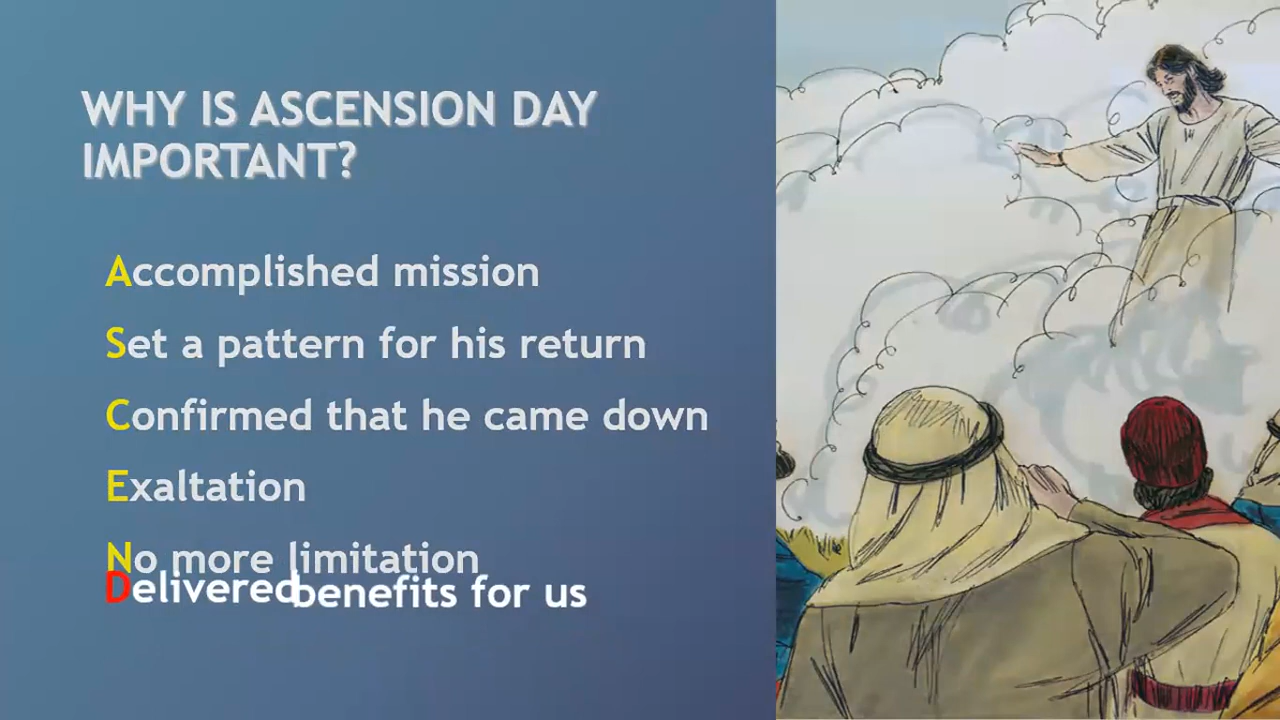 WHY IS ASCENSION DAY
IMPORTANT?
Accomplished mission
Set a pattern for his return
Confirmed that he came down
Exaltation
No more limitation
Delivered benefits for us